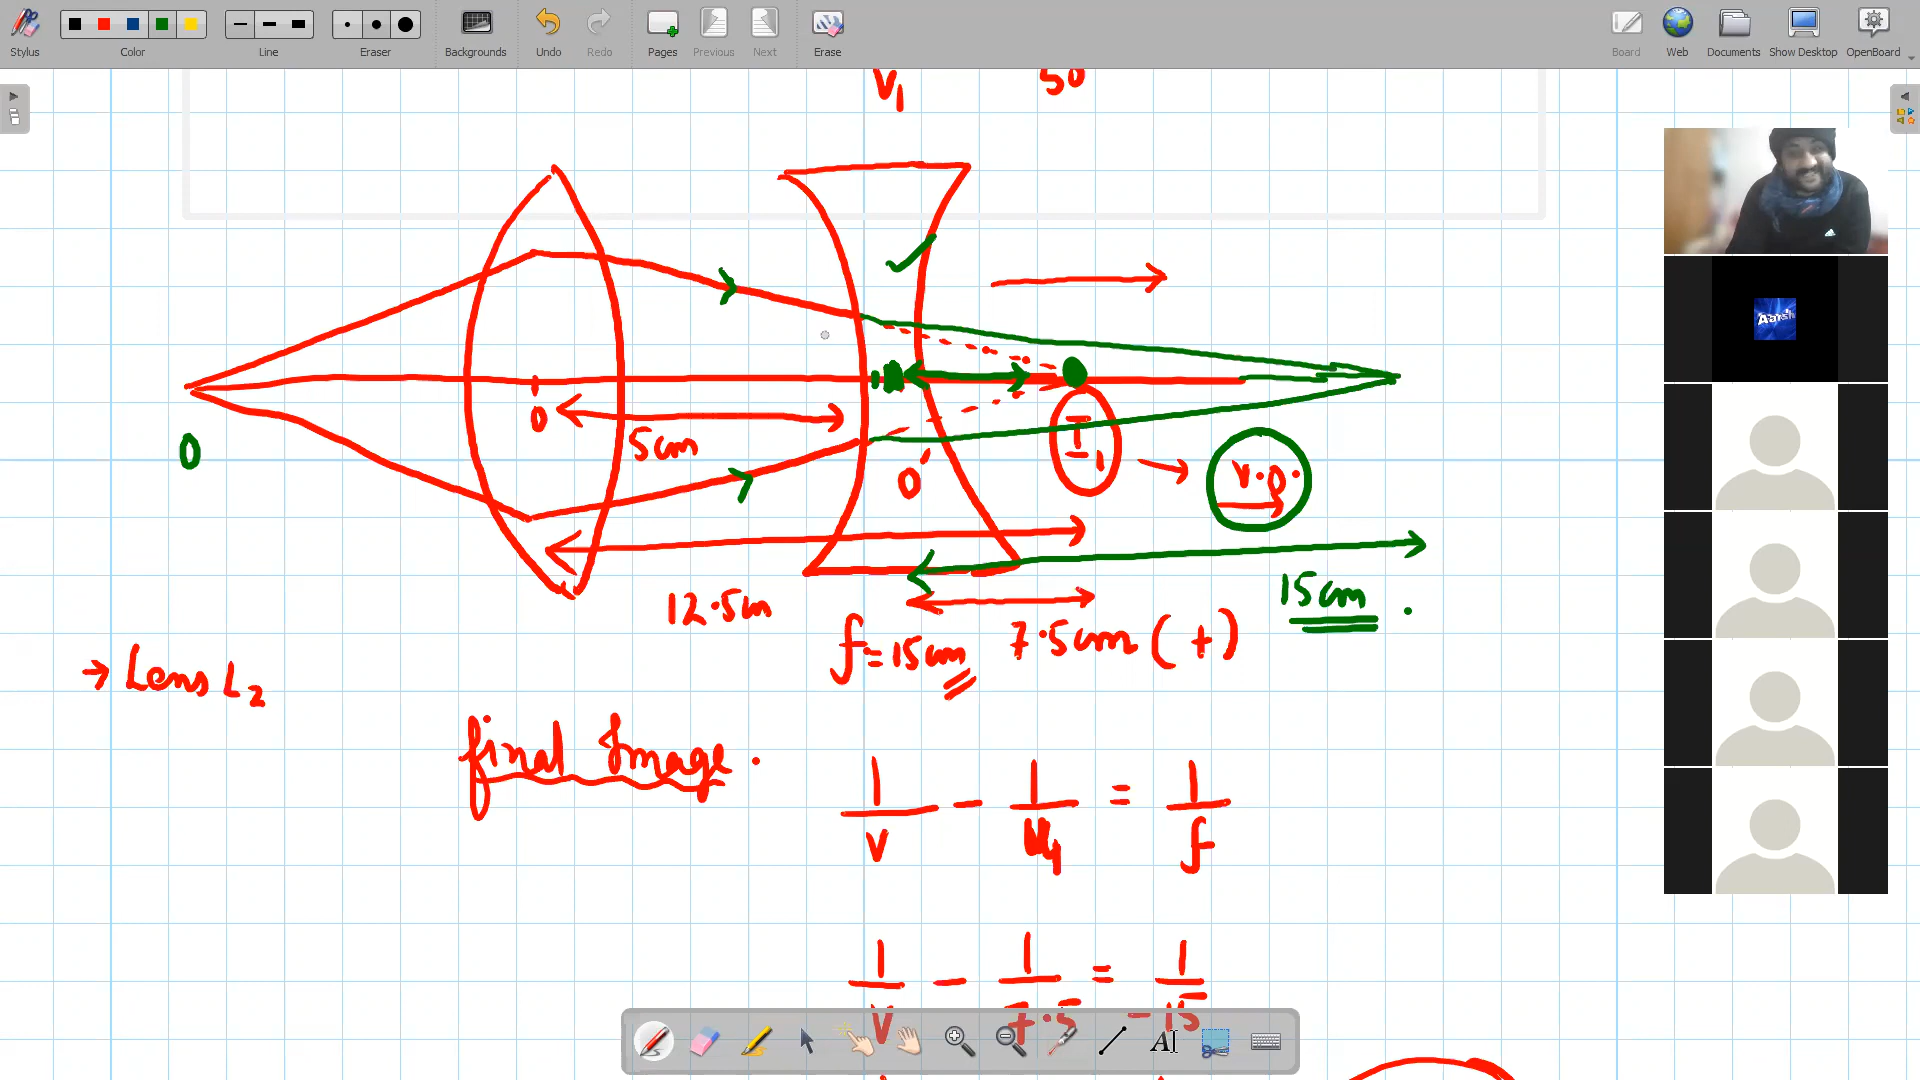 Stylus
Color
Line
Eraser
Backgrounds
Undo
Redo
Pages
Previous
Next
Erase
Board
Web
Documents
Show Desktop
OpenBoard
V1 50
Aarsh
O
O
5cm
O'
I1
v.o.
12.5cm
f=15cm
7.5cm (+)
15cm
→ Lens L2
final Image.
1/v - 1/u1 = 1/f
1/v - 1/7.5 = 1/-15
AI